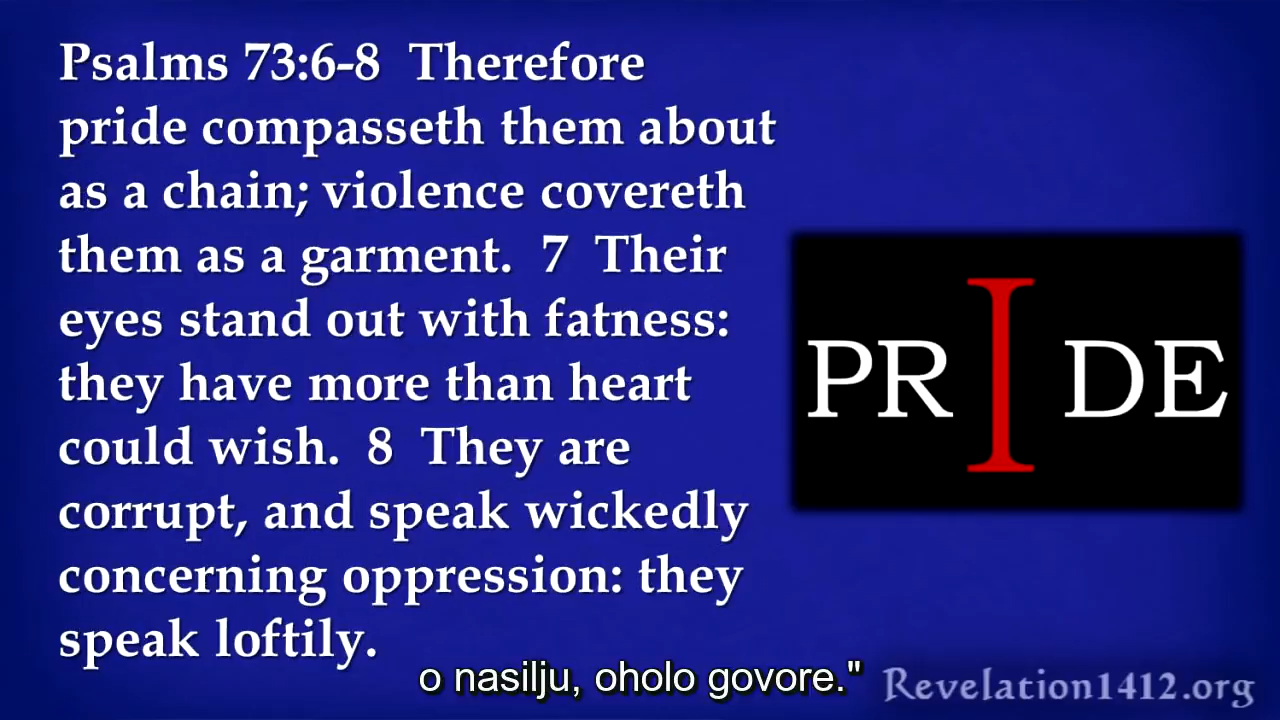 Psalms 73:6-8 Therefore
pride compasseth them about
as a chain; violence covereth
them as a garment. 7 Their
eyes stand out with fatness:
they have more than heart
could wish. 8 They are
corrupt, and speak wickedly
concerning oppression: they
speak loftily.
PRIDE
o nasilju, oholo govore."
Revelation1412.org